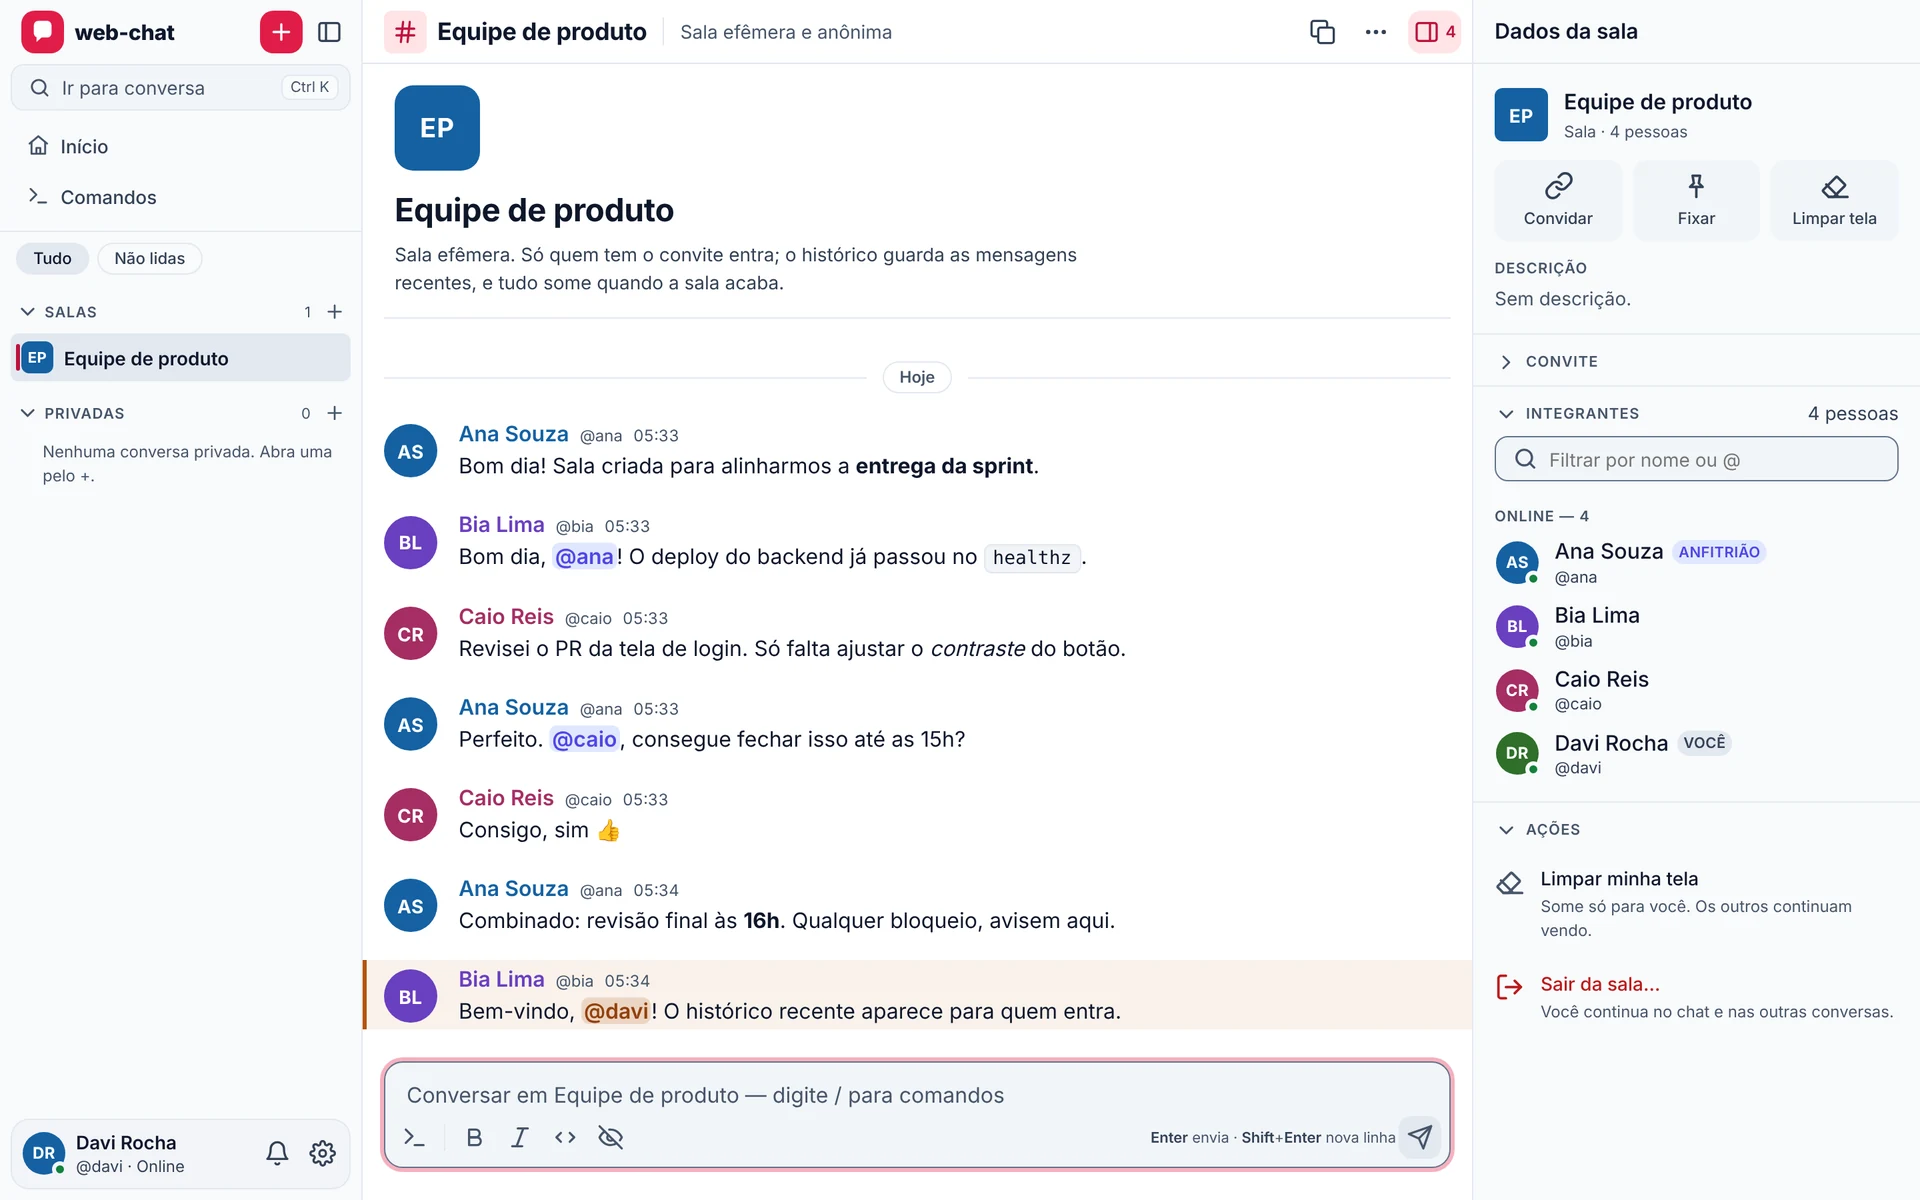 web-chat
Ir para conversa
Ctrl K
Início
Comandos
Tudo
Não lidas
SALAS
1
EP
Equipe de produto
PRIVADAS
0
Nenhuma conversa privada. Abra uma
pelo +.
DR
Davi Rocha
@davi · Online
# Equipe de produto
Sala efêmera e anônima
4
EP
Equipe de produto
Sala efêmera. Só quem tem o convite entra; o histórico guarda as mensagens
recentes, e tudo some quando a sala acaba.
Hoje
AS
Ana Souza @ana 05:33
Bom dia! Sala criada para alinharmos a entrega da sprint.
BL
Bia Lima @bia 05:33
Bom dia, @ana! O deploy do backend já passou no healthz.
CR
Caio Reis @caio 05:33
Revisei o PR da tela de login. Só falta ajustar o contraste do botão.
AS
Ana Souza @ana 05:33
Perfeito. @caio, consegue fechar isso até as 15h?
CR
Caio Reis @caio 05:33
Consigo, sim 👍
AS
Ana Souza @ana 05:34
Combinado: revisão final às 16h. Qualquer bloqueio, avisem aqui.
BL
Bia Lima @bia 05:34
Bem-vindo, @davi! O histórico recente aparece para quem entra.
Conversar em Equipe de produto — digite / para comandos
B I
Enter envia · Shift+Enter nova linha
Dados da sala
EP
Equipe de produto
Sala · 4 pessoas
Convidar
Fixar
Limpar tela
DESCRIÇÃO
Sem descrição.
CONVITE
INTEGRANTES
4 pessoas
Filtrar por nome ou @
ONLINE — 4
AS
Ana Souza ANFITRIÃO
@ana
BL
Bia Lima
@bia
CR
Caio Reis
@caio
DR
Davi Rocha VOCÊ
@davi
AÇÕES
Limpar minha tela
Some só para você. Os outros continuam
vendo.
Sair da sala...
Você continua no chat e nas outras conversas.